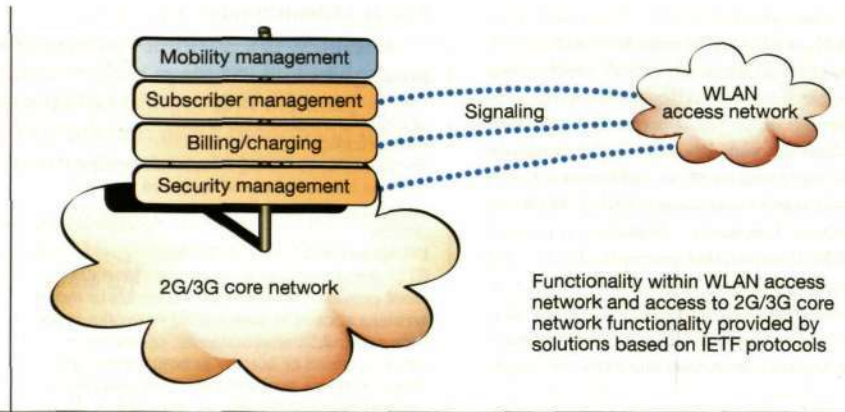 Mobility management
Subscriber management
Billing/charging
Security management
Signaling
WLAN
access network
2G/3G core network
Functionality within WLAN access
network and access to 2G/3G core
network functionality provided by
solutions based on IETF protocols